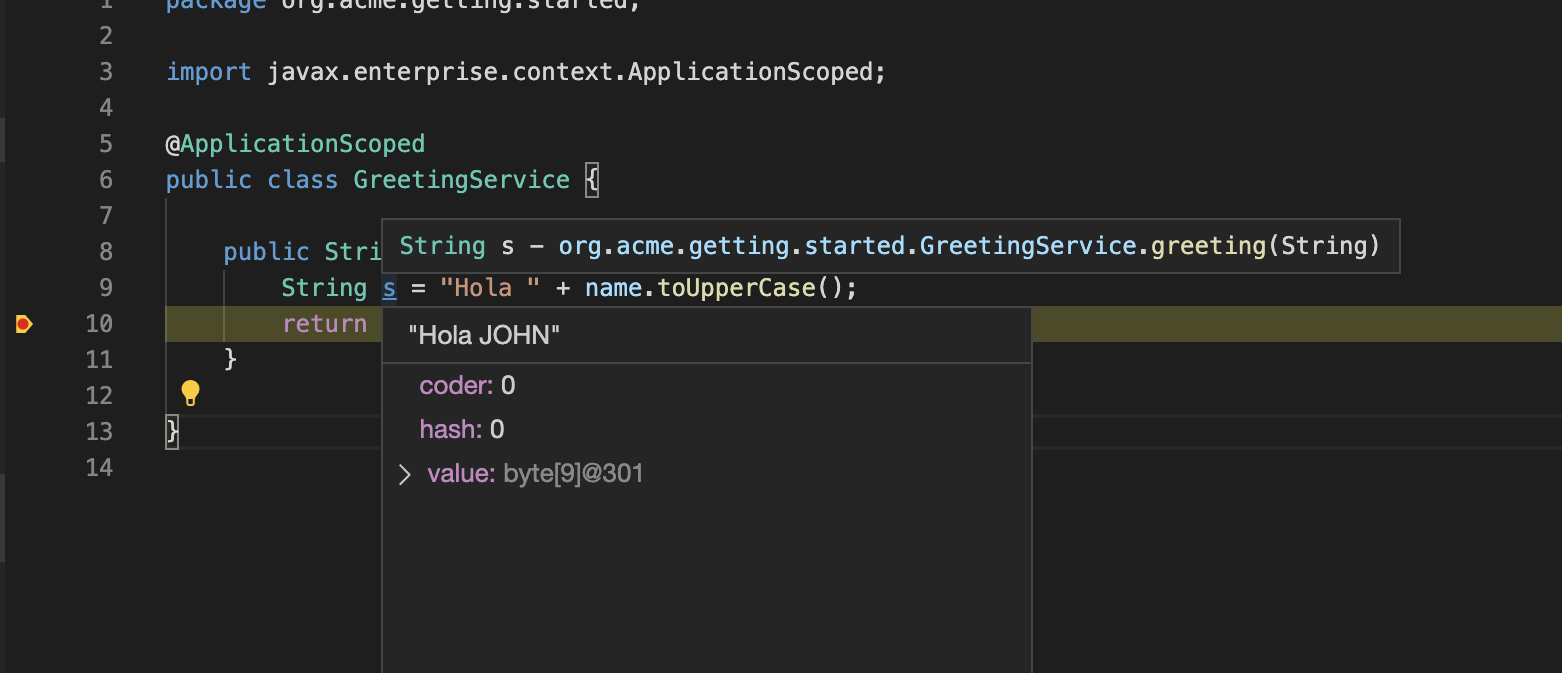 1 package org.acme.getting.started;
2
3 import javax.enterprise.context.ApplicationScoped;
4
5 @ApplicationScoped
6 public class GreetingService {
7
String s – org.acme.getting.started.GreetingService.greeting(String)
8 public Stri
9 String s = "Hola " + name.toUpperCase();
10 return
"Hola JOHN"
11 }
coder: 0
12
hash: 0
13 }
14
value: byte[9]@301